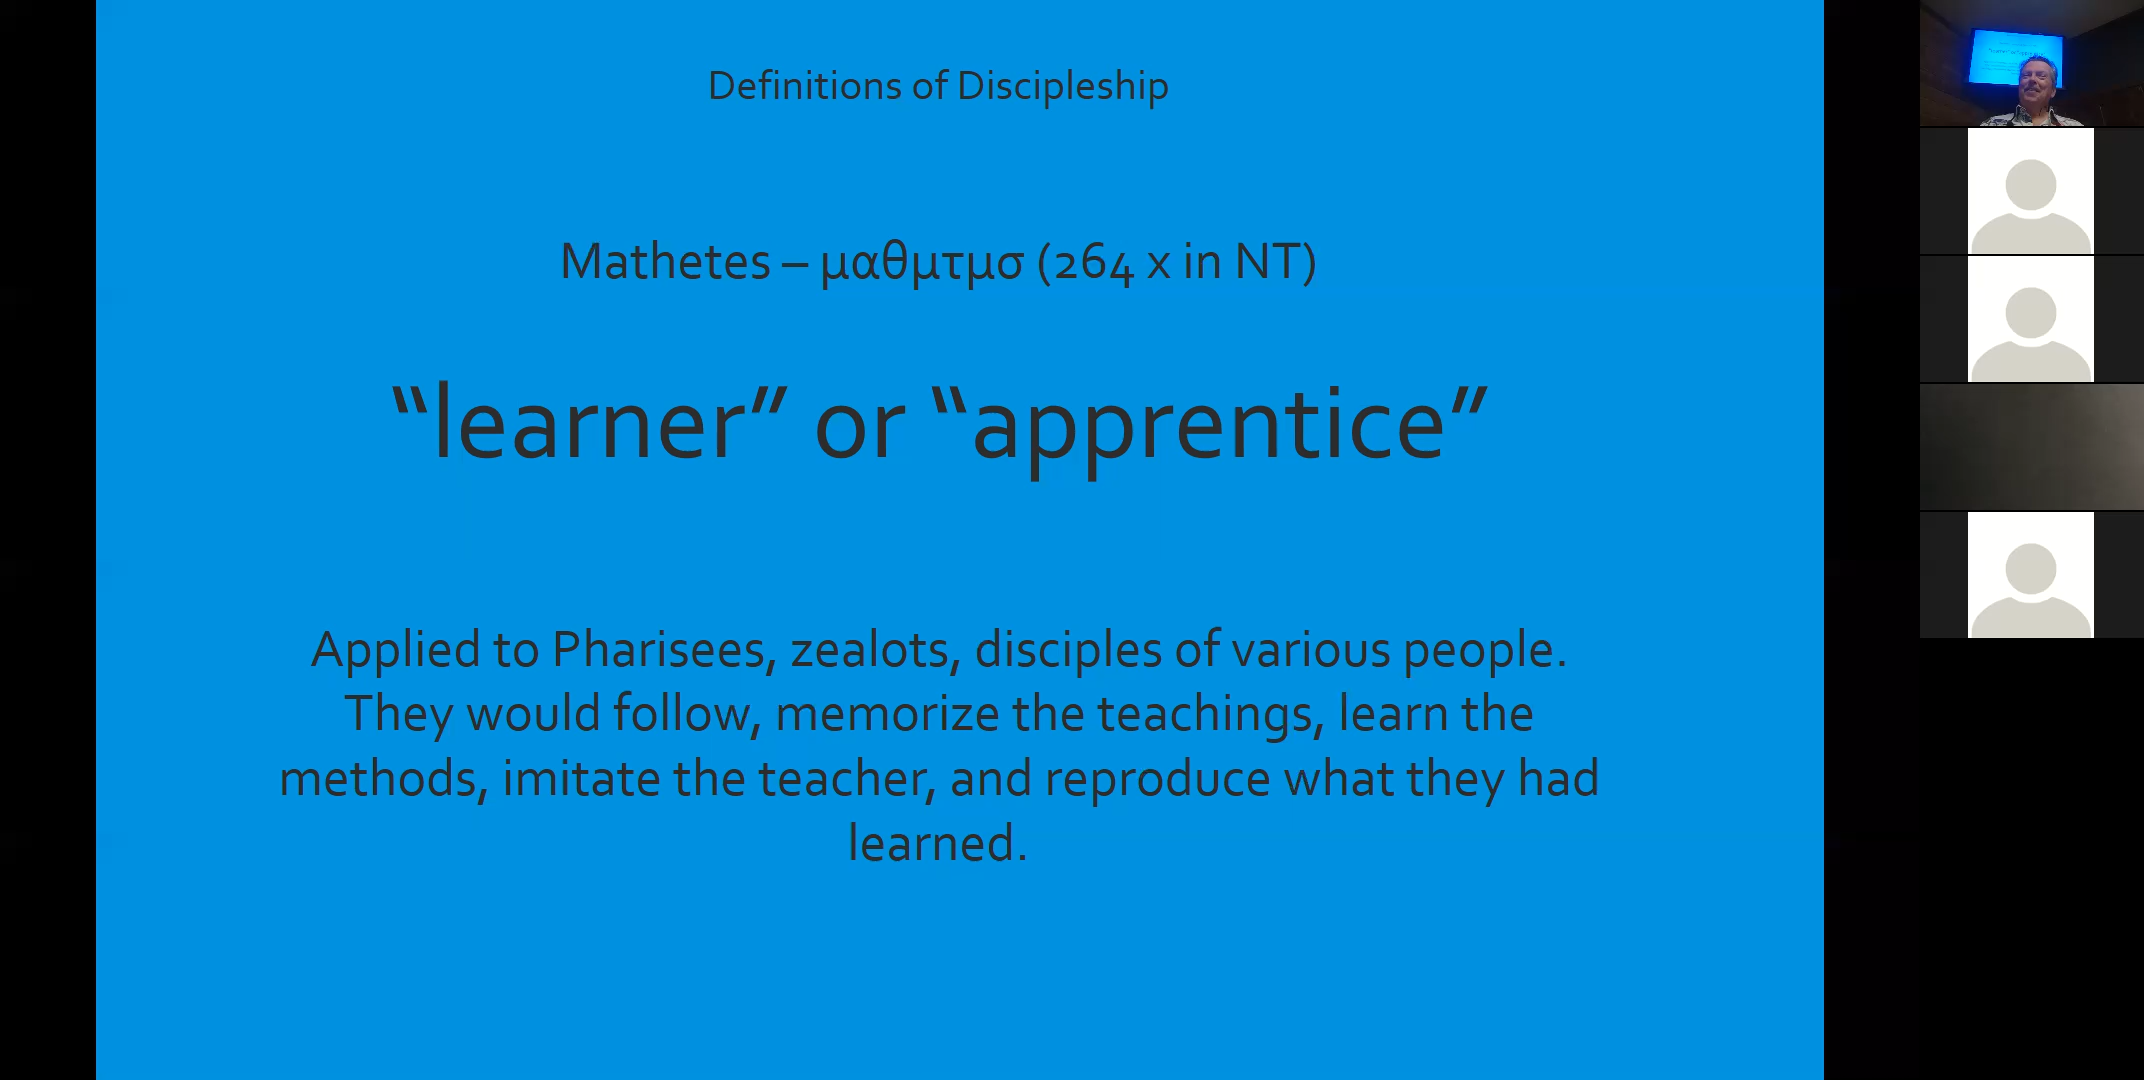 Definitions of Discipleship
Mathetes – μαθμτμσ (264 x in NT)
“learner” or “apprentice”
Applied to Pharisees, zealots, disciples of various people.
They would follow, memorize the teachings, learn the
methods, imitate the teacher, and reproduce what they had
learned.